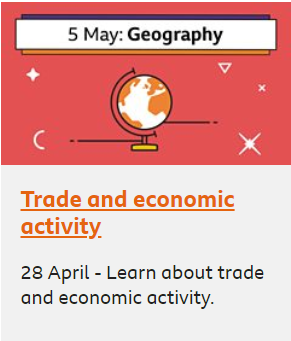 5 May: Geography
Trade and economic
activity
28 April - Learn about trade
and economic activity.